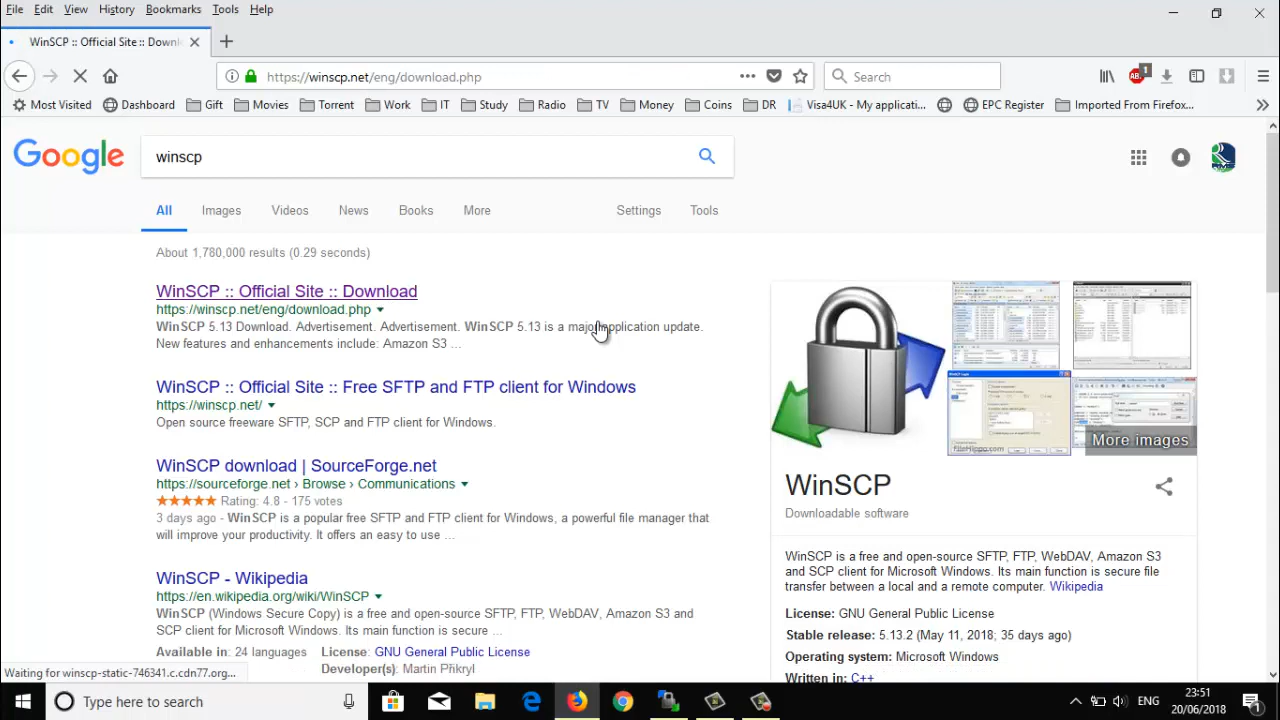 File Edit View History Bookmarks Tools Help
WinSCP :: Official Site :: Downl
https://winscp.net/eng/download.php
Search
ABP 1
Most Visited Dashboard Gift Movies Torrent Work IT Study Radio TV Money Coins DR Visa4UK - My applicati... EPC Register Imported From Firefox...
Google
winscp
All Images Videos News Books More Settings Tools
About 1,780,000 results (0.29 seconds)
WinSCP :: Official Site :: Download
https://winscp.net/eng/download.php
WinSCP 5.13 Download. Advertisement. Advertisement. WinSCP is a major application update.
New features and enhancements include: Amazon S3 ...
WinSCP :: Official Site :: Free SFTP and FTP client for Windows
https://winscp.net/
Open source freeware SFTP, SCP and FTP client for Windows.
WinSCP download | SourceForge.net
https://sourceforge.net › Browse › Communications
Rating: 4.8 - 175 votes
3 days ago - WinSCP is a popular free SFTP and FTP client for Windows, a powerful file manager that
will improve your productivity. It offers an easy to use ...
WinSCP - Wikipedia
https://en.wikipedia.org/wiki/WinSCP
WinSCP (Windows Secure Copy) is a free and open-source SFTP, FTP, WebDAV, Amazon S3 and
SCP client for Microsoft Windows. Its main function is secure ...
Available in: 24 languages License: GNU General Public License
Developer(s): Martin Přikryl
More images
WinSCP
Downloadable software
WinSCP is a free and open-source SFTP, FTP, WebDAV, Amazon S3
and SCP client for Microsoft Windows. Its main function is secure file
transfer between a local and a remote computer. Wikipedia
License: GNU General Public License
Stable release: 5.13.2 (May 11, 2018; 35 days ago)
Operating system: Microsoft Windows
Written in: C++
Waiting for winscp-static-746341.c.cdn77.org...
Type here to search
ENG
23:51
20/06/2018
1